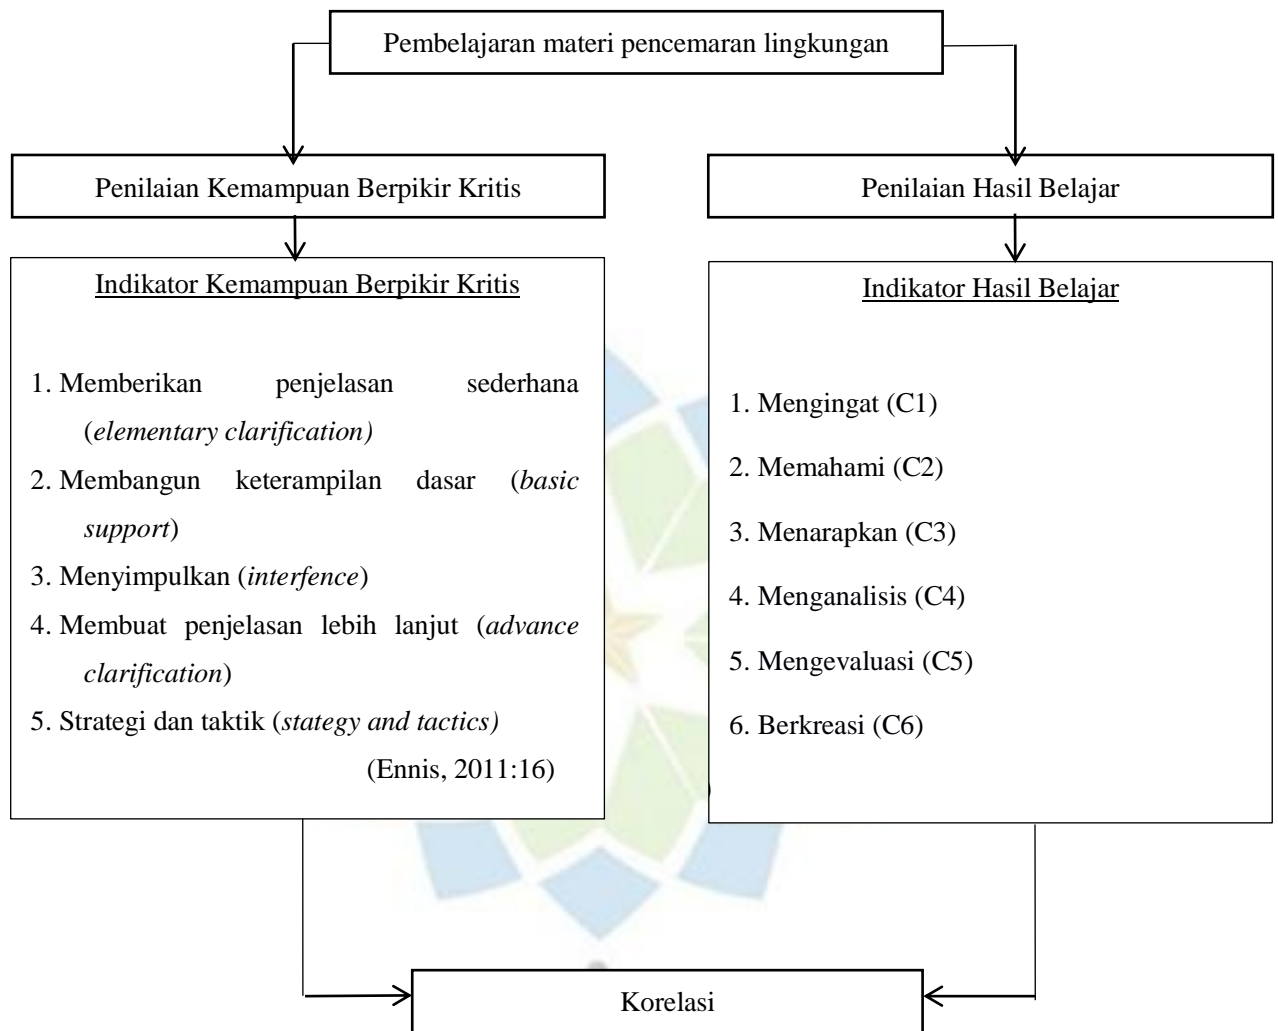 Pembelajaran materi pencemaran lingkungan
Penilaian Kemampuan Berpikir Kritis
Indikator Kemampuan Berpikir Kritis
1. Memberikan penjelasan sederhana
(elementary clarification)
2. Membangun keterampilan dasar (basic
support)
3. Menyimpulkan (interfence)
4. Membuat penjelasan lebih lanjut (advance
clarification)
5. Strategi dan taktik (stategy and tactics)
(Ennis, 2011:16)
Penilaian Hasil Belajar
Indikator Hasil Belajar
1. Mengingat (C1)
2. Memahami (C2)
3. Menarapkan (C3)
4. Menganalisis (C4)
5. Mengevaluasi (C5)
6. Berkreasi (C6)
Korelasi